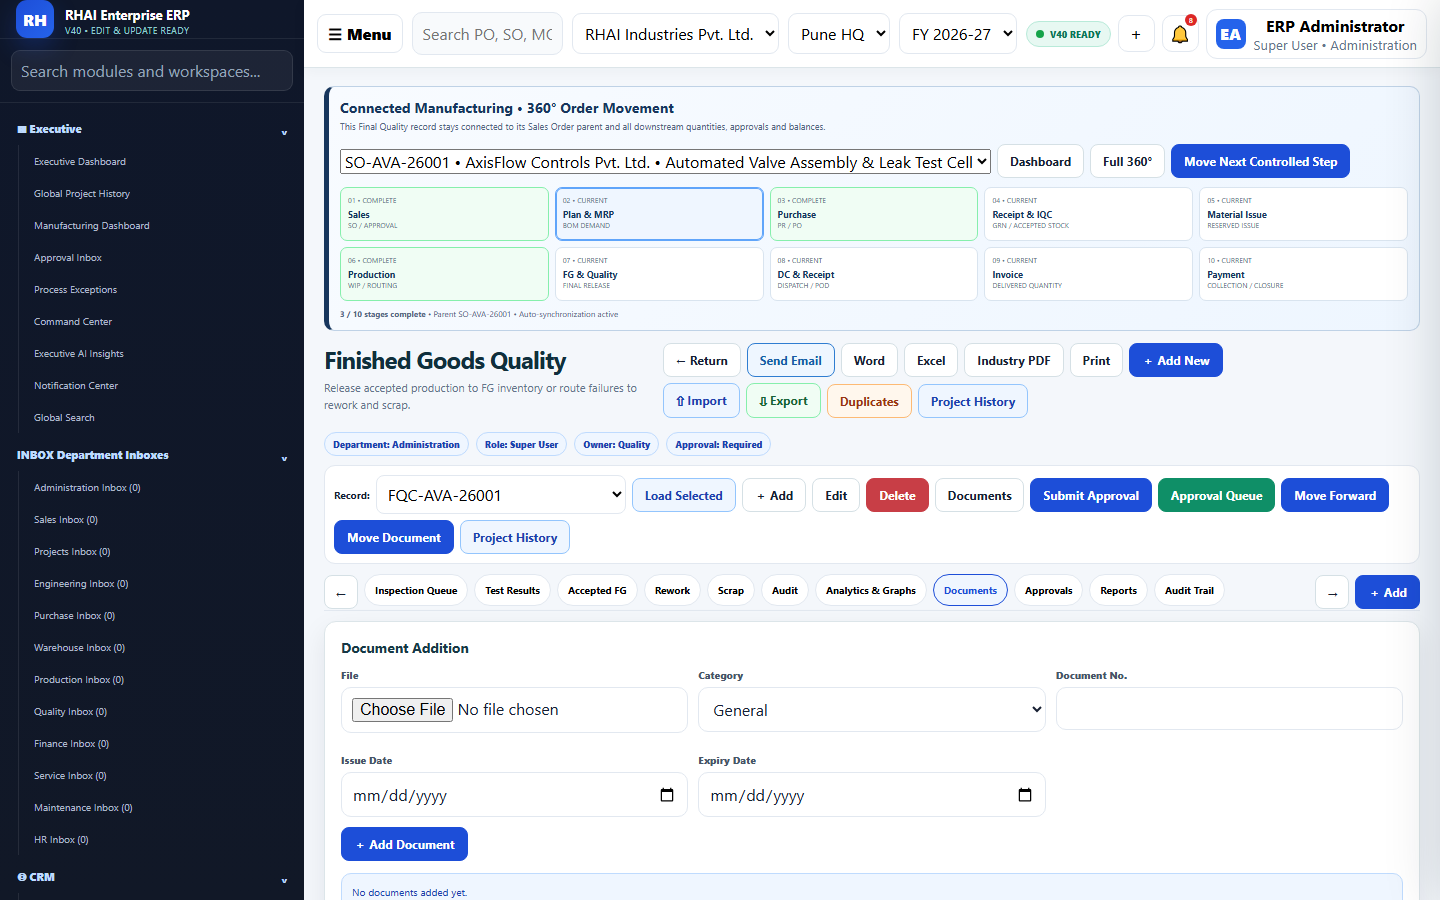 RH
RHAI Enterprise ERP
V40 • EDIT & UPDATE READY
Search modules and workspaces...
Executive
Executive Dashboard
Global Project History
Manufacturing Dashboard
Approval Inbox
Process Exceptions
Command Center
Executive AI Insights
Notification Center
Global Search
INBOX Department Inboxes
Administration Inbox (0)
Sales Inbox (0)
Projects Inbox (0)
Engineering Inbox (0)
Purchase Inbox (0)
Warehouse Inbox (0)
Production Inbox (0)
Quality Inbox (0)
Finance Inbox (0)
Service Inbox (0)
Maintenance Inbox (0)
HR Inbox (0)
CRM
☰ Menu
Search PO, SO, MC
RHAI Industries Pvt. Ltd.
Pune HQ
FY 2026-27
V40 READY
+
8
EA
ERP Administrator
Super User • Administration
Connected Manufacturing • 360° Order Movement
This Final Quality record stays connected to its Sales Order parent and all downstream quantities, approvals and balances.
SO-AVA-26001 • AxisFlow Controls Pvt. Ltd. • Automated Valve Assembly & Leak Test Cell
Dashboard
Full 360°
Move Next Controlled Step
01 • COMPLETE
Sales
SO / APPROVAL
02 • CURRENT
Plan & MRP
BOM DEMAND
03 • COMPLETE
Purchase
PR / PO
04 • CURRENT
Receipt & IQC
GRN / ACCEPTED STOCK
05 • CURRENT
Material Issue
RESERVED ISSUE
06 • COMPLETE
Production
WIP / ROUTING
07 • CURRENT
FG & Quality
FINAL RELEASE
08 • CURRENT
DC & Receipt
DISPATCH / POD
09 • CURRENT
Invoice
DELIVERED QUANTITY
10 • CURRENT
Payment
COLLECTION / CLOSURE
3 / 10 stages complete • Parent SO-AVA-26001 • Auto-synchronization active
Finished Goods Quality
Release accepted production to FG inventory or route failures to
rework and scrap.
← Return
Send Email
Word
Excel
Industry PDF
Print
+ Add New
⇧ Import
⇩ Export
Duplicates
Project History
Department: Administration
Role: Super User
Owner: Quality
Approval: Required
Record:
FQC-AVA-26001
Load Selected
+ Add
Edit
Delete
Documents
Submit Approval
Approval Queue
Move Forward
Move Document
Project History
←
Inspection Queue
Test Results
Accepted FG
Rework
Scrap
Audit
Analytics & Graphs
Documents
Approvals
Reports
Audit Trail
→
+ Add
Document Addition
File
Choose File No file chosen
Category
General
Document No.
Issue Date
mm/dd/yyyy
Expiry Date
mm/dd/yyyy
+ Add Document
No documents added yet.